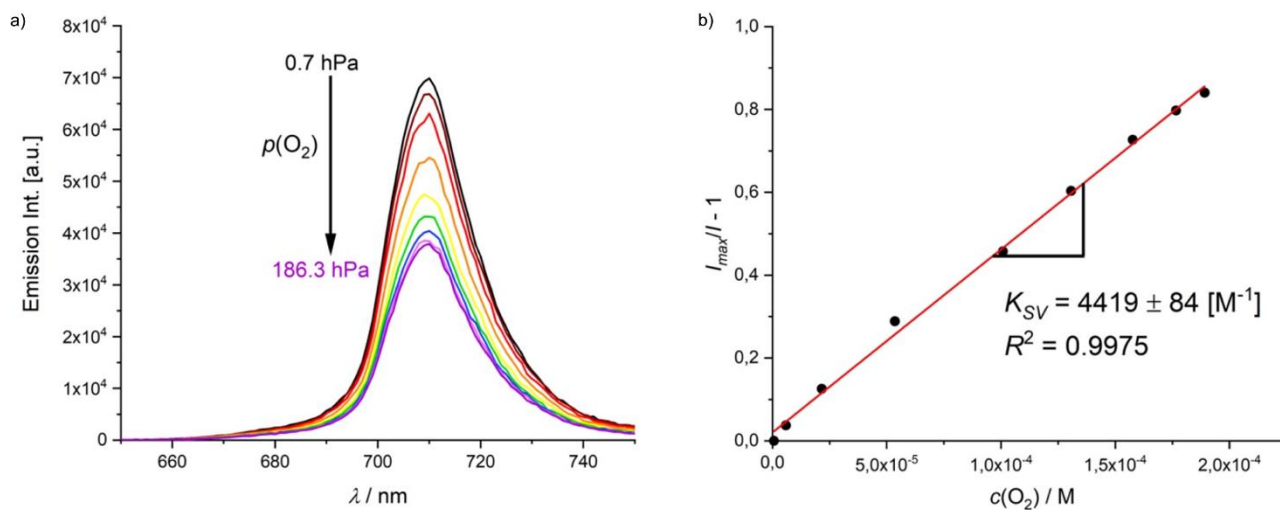 a)
8x10⁴
7x10⁴
6x10⁴
5x10⁴
4x10⁴
3x10⁴
2x10⁴
1x10⁴
0
Emission Int. [a.u.]
0.7 hPa
p(O₂)
186.3 hPa
660 680 700 720 740
λ / nm
b)
1,0
0,8
0,6
0,4
0,2
0,0
I_max/I - 1
K_SV = 4419 ± 84 [M⁻¹]
R² = 0.9975
0,0 5,0x10⁻⁵ 1,0x10⁻⁴ 1,5x10⁻⁴ 2,0x10⁻⁴
c(O₂) / M